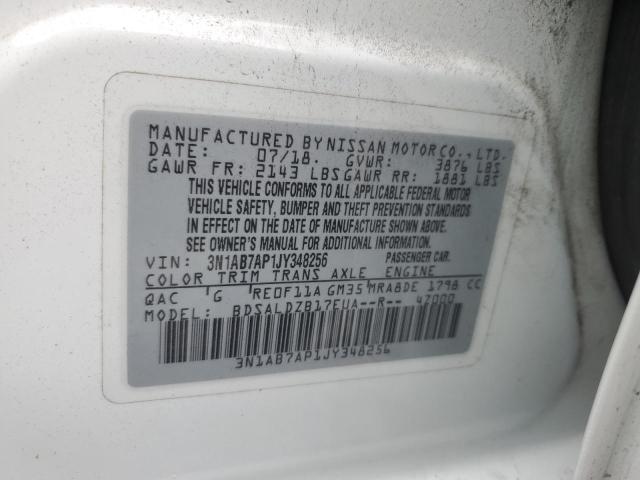 MANUFACTURED BY NISSAN MOTOR CO., LTD.
DATE: 07/18. GVWR: 3876 LBS
GAWR FR: 2143 LBS GAWR RR: 1881 LBS
THIS VEHICLE CONFORMS TO ALL APPLICABLE FEDERAL MOTOR
VEHICLE SAFETY, BUMPER AND THEFT PREVENTION STANDARDS
IN EFFECT ON THE DATE OF MANUFACTURE SHOWN ABOVE.
SEE OWNER'S MANUAL FOR ADDITIONAL INFORMATION.
VIN: 3N1AB7AP1JY348256 PASSENGER CAR.
COLOR TRIM TRANS AXLE ENGINE
QAC G RE0F11A GM35 MRA8DE 1798 CC
MODEL: BDSALDZB17EUA--R-- 4Z000
3N1AB7AP1JY348256